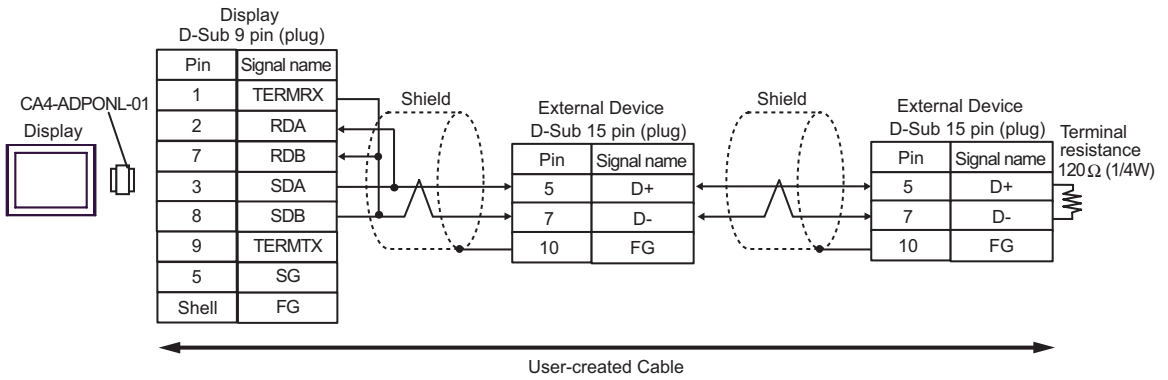 Display
D-Sub 9 pin (plug)
Pin Signal name
1 TERMRX
2 RDA
7 RDB
3 SDA
8 SDB
9 TERMTX
5 SG
Shell FG
CA4-ADPONL-01
Display
Shield
External Device
D-Sub 15 pin (plug)
Pin Signal name
5 D+
7 D-
10 FG
Shield
External Device
D-Sub 15 pin (plug)
Pin Signal name
5 D+
7 D-
10 FG
Terminal
resistance
120Ω (1/4W)
User-created Cable